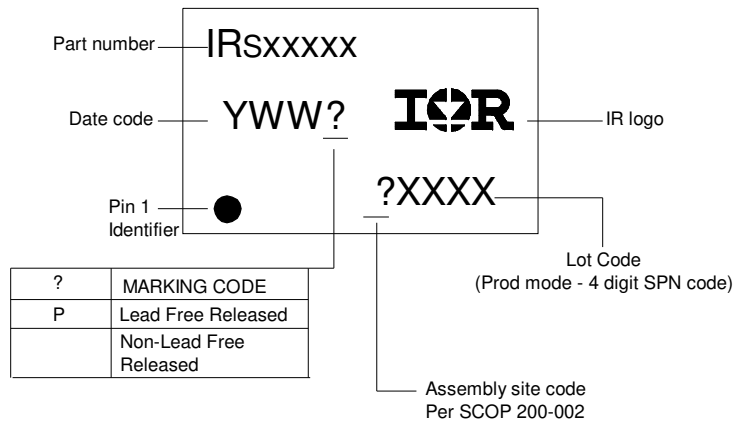 Part number
IRSxxxxx
Date code
YWW?
IOR
IR logo
?XXXX
Pin 1
Identifier
Lot Code
(Prod mode - 4 digit SPN code)
? MARKING CODE
P Lead Free Released
Non-Lead Free
Released
Assembly site code
Per SCOP 200-002